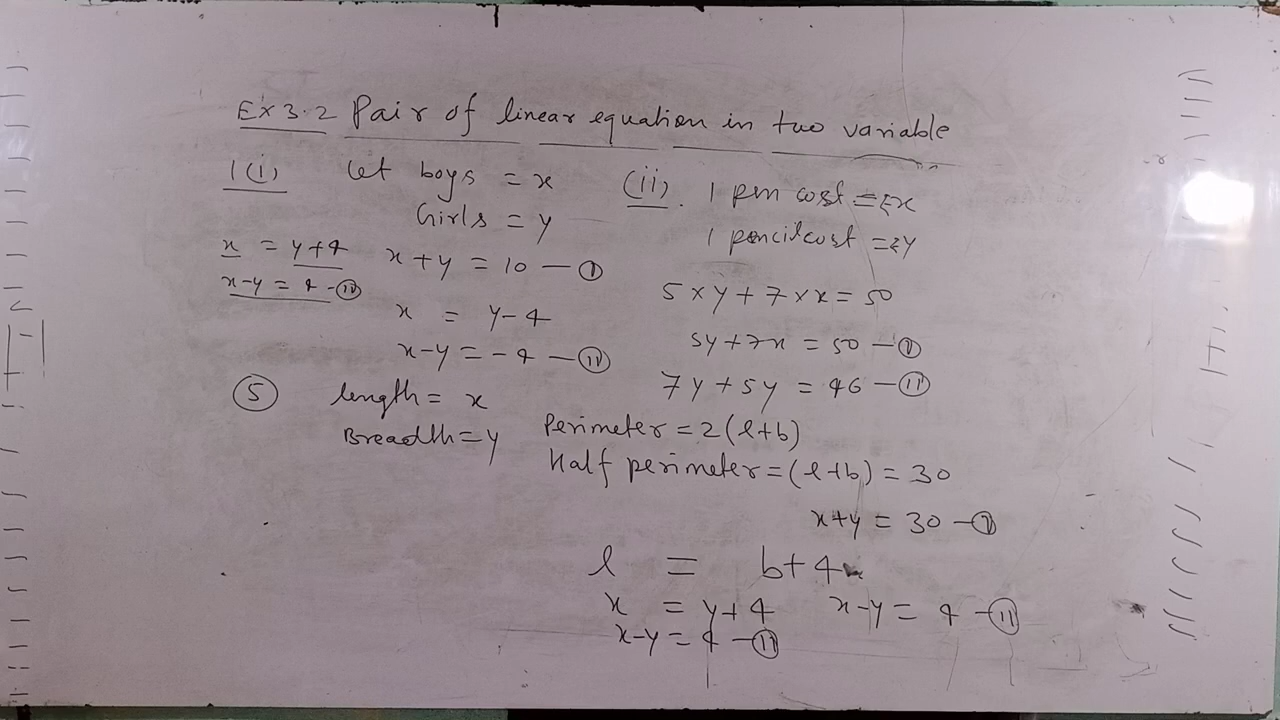 Ex 3.2 Pair of linear equation in two variable
1(i) Let boys = x
Girls = y
x = y+4
x-y = 4 - (II)
x+y = 10 - (I)
x = y-4
x-y = -4 - (II)
(ii). 1 pen cost = ₹x
1 pencil cost = ₹y
5xy+7xx = 50
5y+7x = 50 - (I)
7y+5y = 46 - (II)
(5) length = x
Breadth = y
Perimeter = 2(l+b)
Half perimeter = (l+b) = 30
x+y = 30 - (I)
l = b+4
x = y+4 x-y = 4 - (II)
x-y = 4 - (II)